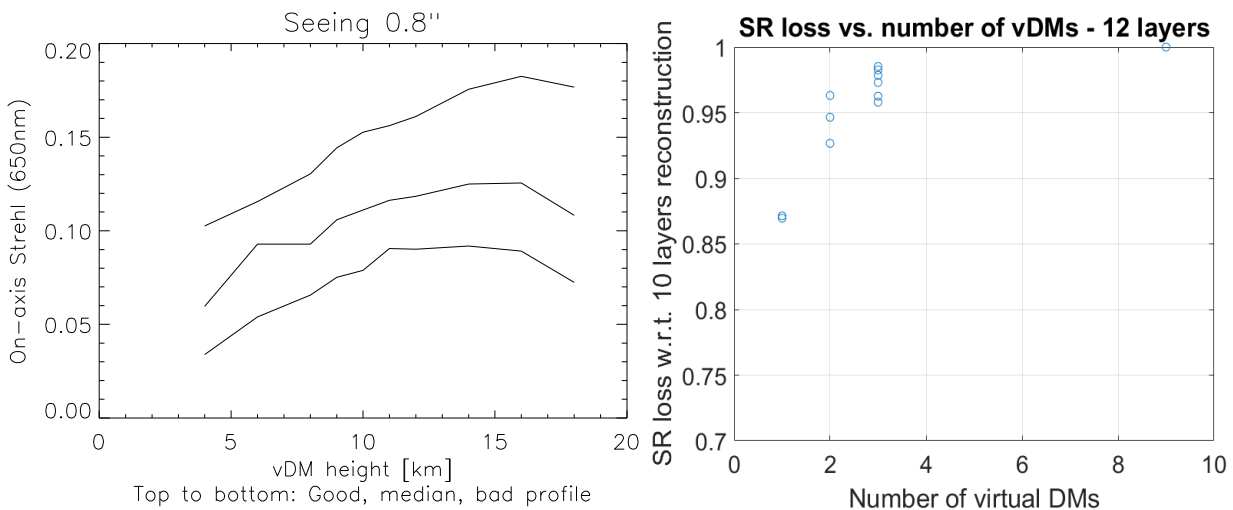 Seeing 0.8"
0.20
0.15
0.10
0.05
0.00
On-axis Strehl (650nm)
0 5 10 15 20
vDM height [km]
Top to bottom: Good, median, bad profile
SR loss vs. number of vDMs - 12 layers
1
0.95
0.9
0.85
0.8
0.75
0.7
SR loss w.r.t. 10 layers reconstruction
0 2 4 6 8 10
Number of virtual DMs